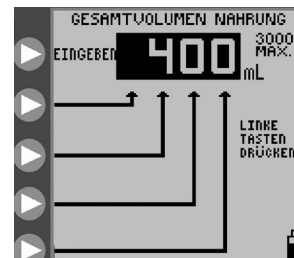 GESAMTVOLUMEN NAHRUNG
EINGEBEN
400
mL
3000
MAX.
LINKE
TASTEN
DRÜCKEN